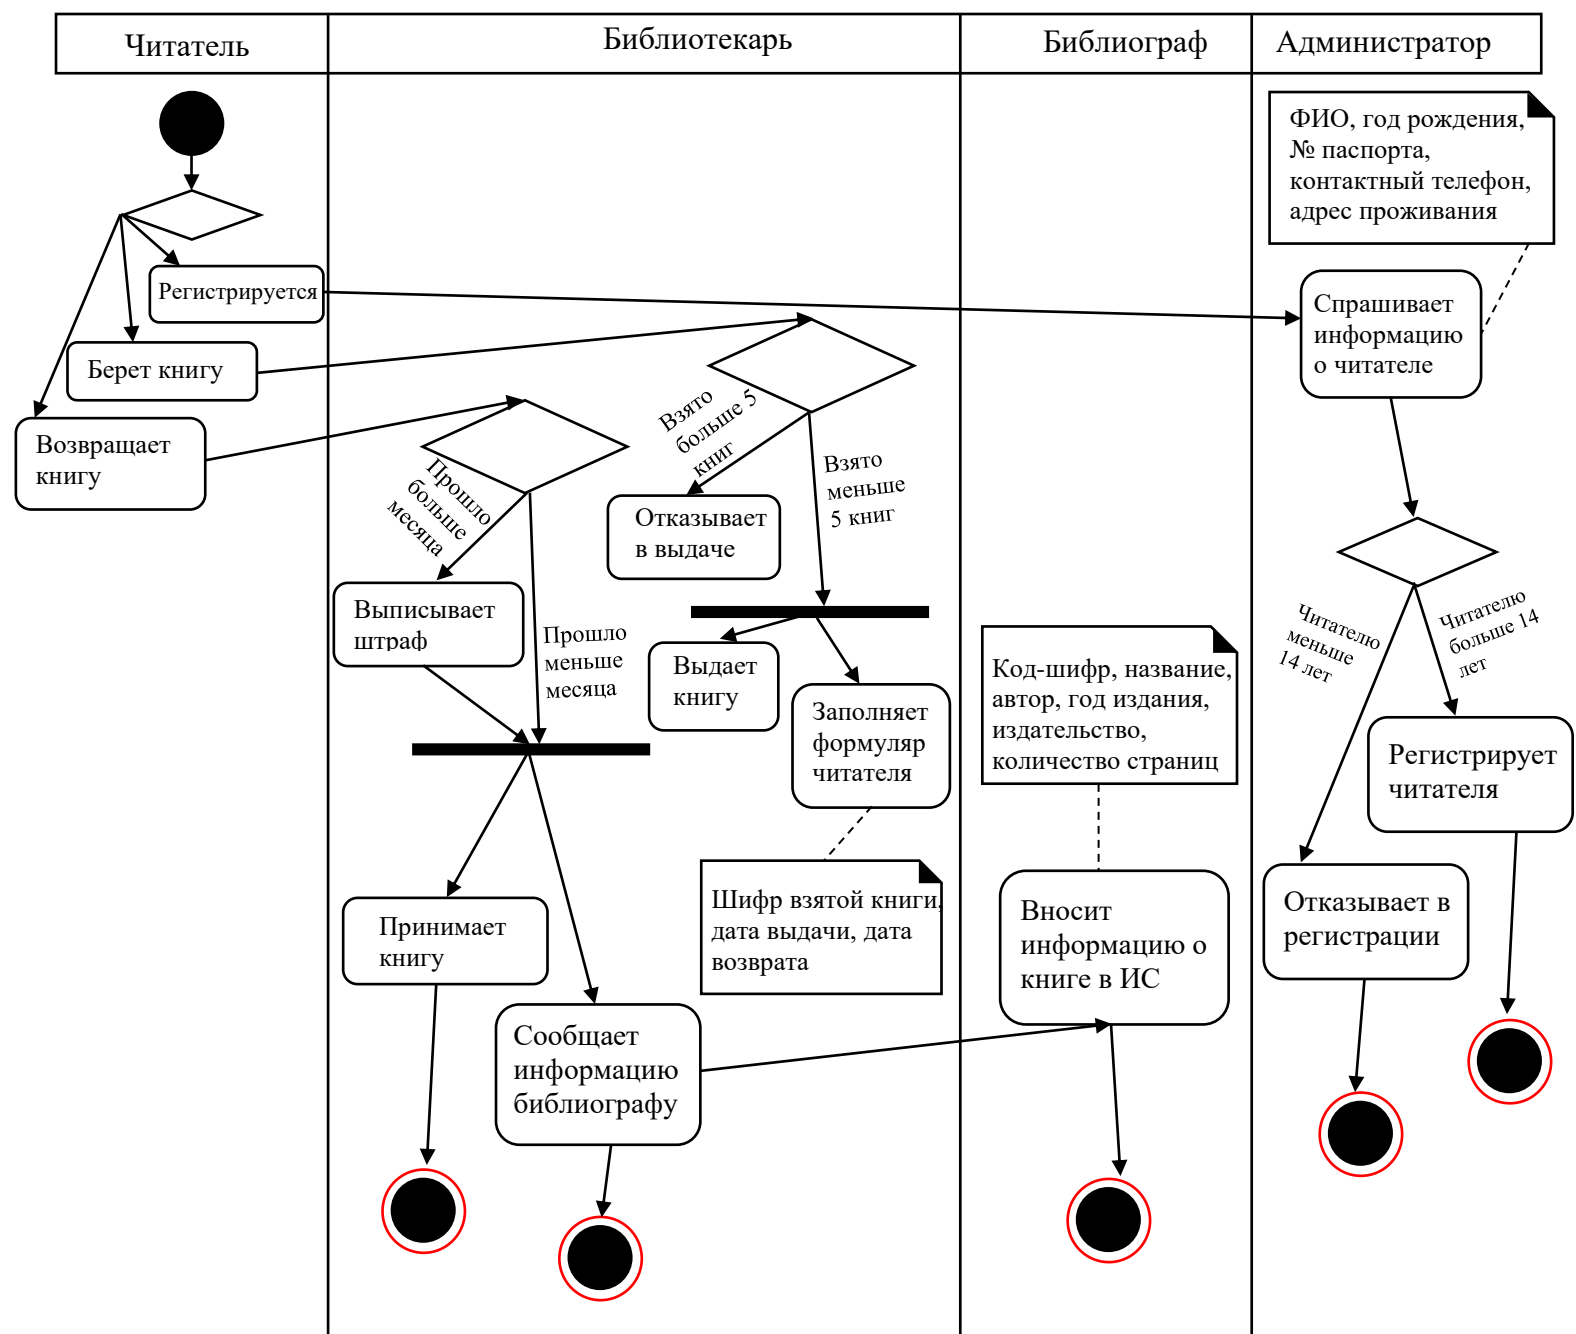 Читатель
Библиотекарь
Библиограф
Администратор
ФИО, год рождения,
№ паспорта,
контактный телефон,
адрес проживания
Регистрируется
Спрашивает
информацию
о читателе
Берет книгу
Возвращает
книгу
Взято
больше 5
книг
Взято
меньше
5 книг
Прошло
больше
месяца
Отказывает
в выдаче
Выписывает
штраф
Прошло
меньше
месяца
Выдает
книгу
Заполняет
формуляр
читателя
Код-шифр, название,
автор, год издания,
издательство,
количество страниц
Читателю
меньше
14 лет
Читателю
больше 14
лет
Регистрирует
читателя
Отказывает в
регистрации
Шифр взятой книги,
дата выдачи, дата
возврата
Вносит
информацию о
книге в ИС
Принимает
книгу
Сообщает
информацию
библиографу